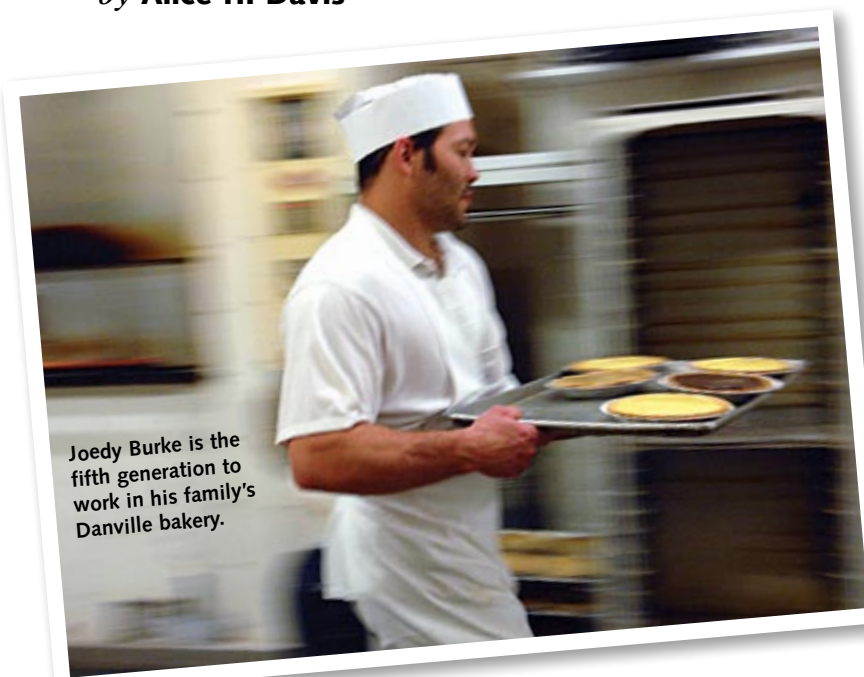 by Alice H. Davis
Joedy Burke is the
fifth generation to
work in his family's
Danville bakery.